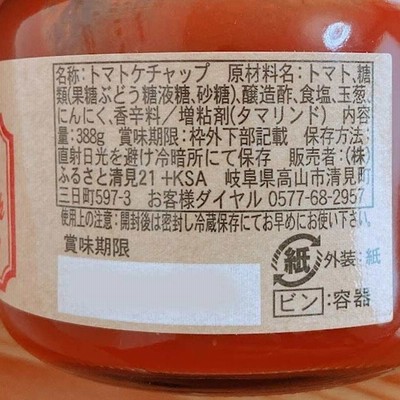 名称:トマトケチャップ 原材料名:トマト、糖
類(果糖ぶどう糖液糖、砂糖)、醸造酢、食塩、玉葱、
にんにく、香辛料/増粘剤(タマリンド) 内容
量:388g 賞味期限:枠外下部記載 保存方法:
直射日光を避け冷暗所にて保存 販売者:(株)
ふるさと清見21+KSA 岐阜県高山市清見町
三日町597-3 お客様ダイヤル 0577-68-2957
使用上の注意:開封後は密封し冷蔵保存にてお早めにお使い下さい。
賞味期限
紙 外装:紙
ビン:容器